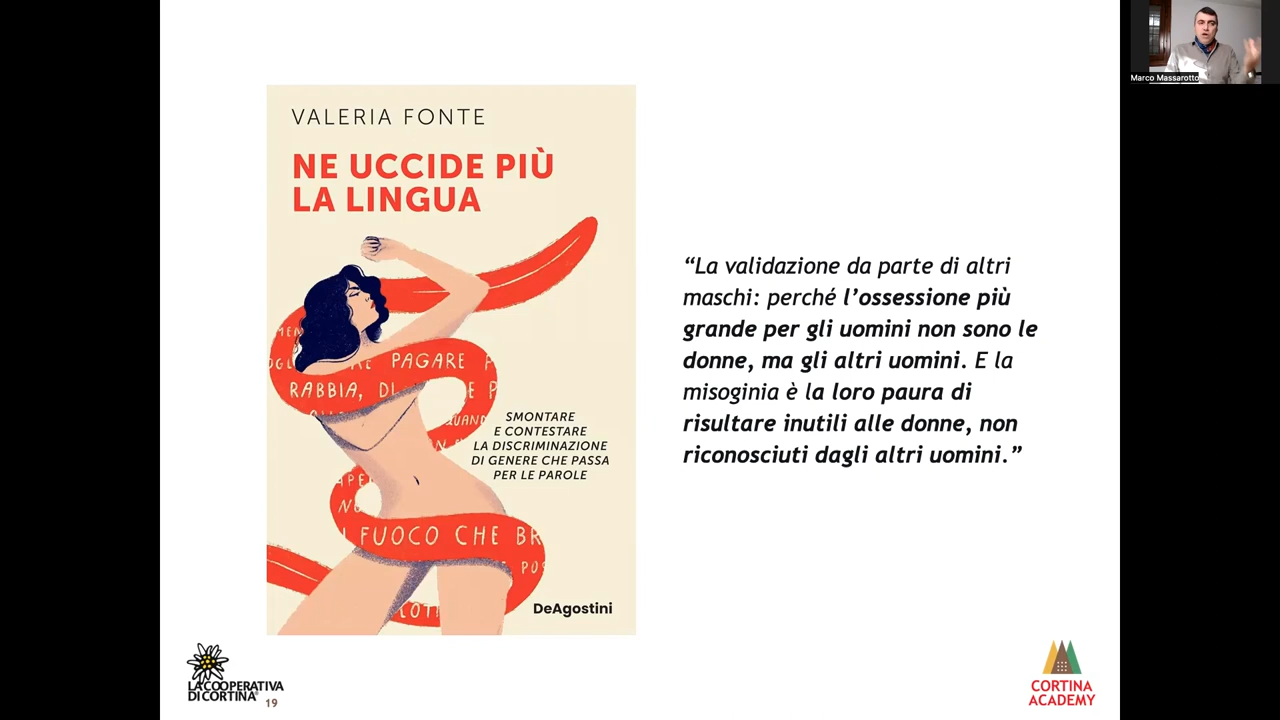 Marco Massarotto
VALERIA FONTE
NE UCCIDE PIÙ
LA LINGUA
PAGARE
RABBIA, DI
SMONTARE
E CONTESTARE
LA DISCRIMINAZIONE
DI GENERE CHE PASSA
PER LE PAROLE
FUOCO CHE BR
DeAgostini
“La validazione da parte di altri
maschi: perché l’ossessione più
grande per gli uomini non sono le
donne, ma gli altri uomini. E la
misoginia è la loro paura di
risultare inutili alle donne, non
riconosciuti dagli altri uomini.”
LA COOPERATIVA
DI CORTINA®
19
CORTINA
ACADEMY